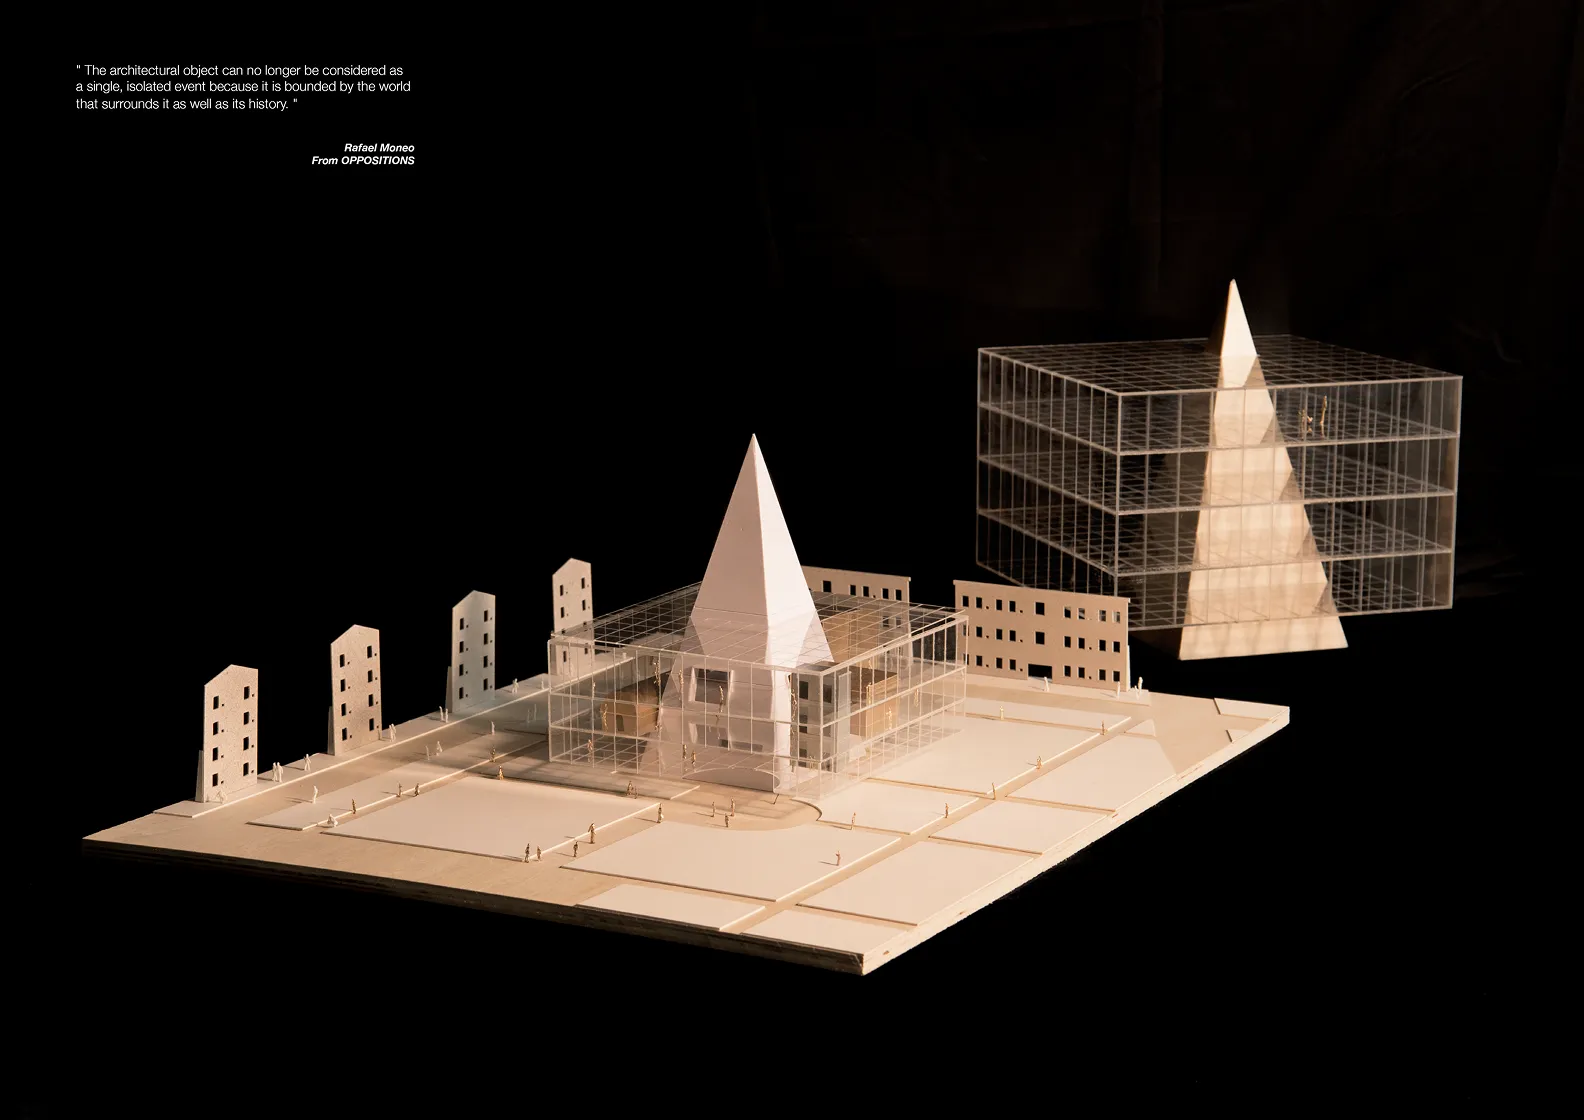 " The architectural object can no longer be considered as
a single, isolated event because it is bounded by the world
that surrounds it as well as its history. "
Rafael Moneo
From OPPOSITIONS